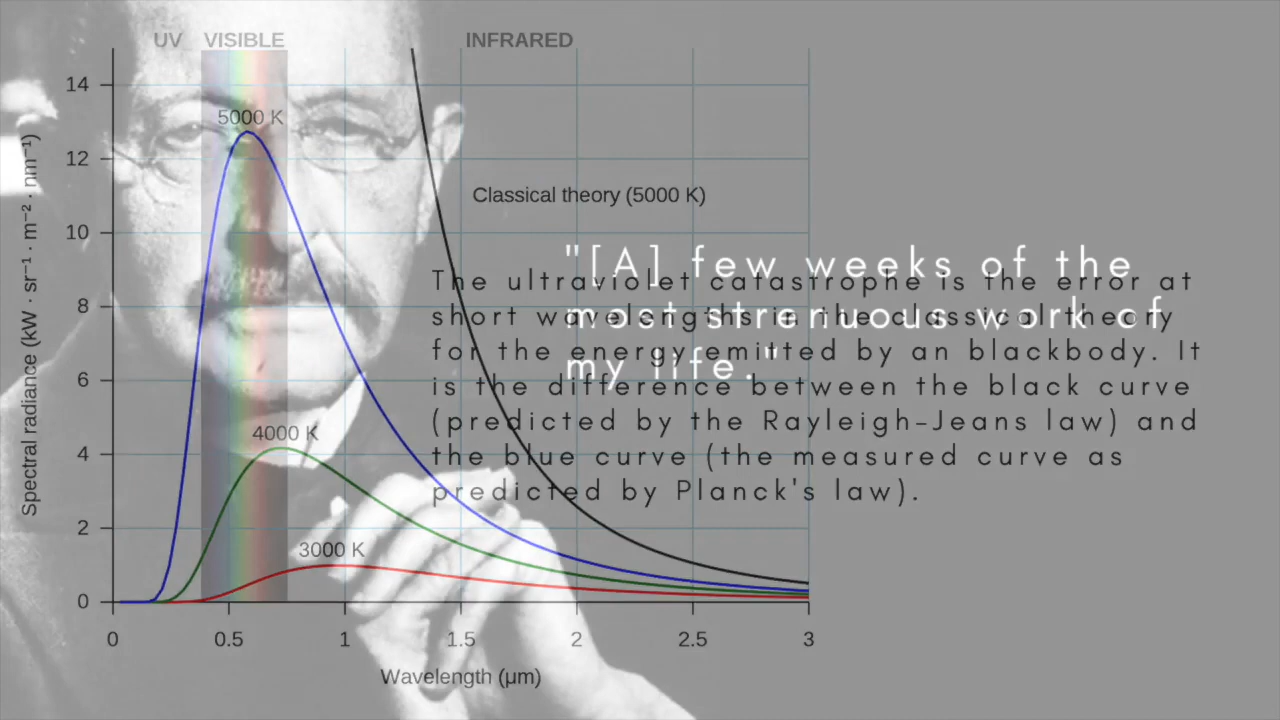 UV VISIBLE INFRARED
14
12
10
8
6
4
2
0
Spectral radiance (kW · sr⁻¹ · m⁻² · nm⁻¹)
5000 K
4000 K
3000 K
Classical theory (5000 K)
0 0.5 1 1.5 2 2.5 3
Wavelength (µm)
"[A] few weeks of the
most strenuous work of
my life."
The ultraviolet catastrophe is the error at
short wavelengths in the classical theory
for the energy emitted by an blackbody. It
is the difference between the black curve
(predicted by the Rayleigh-Jeans law) and
the blue curve (the measured curve as
predicted by Planck's law).